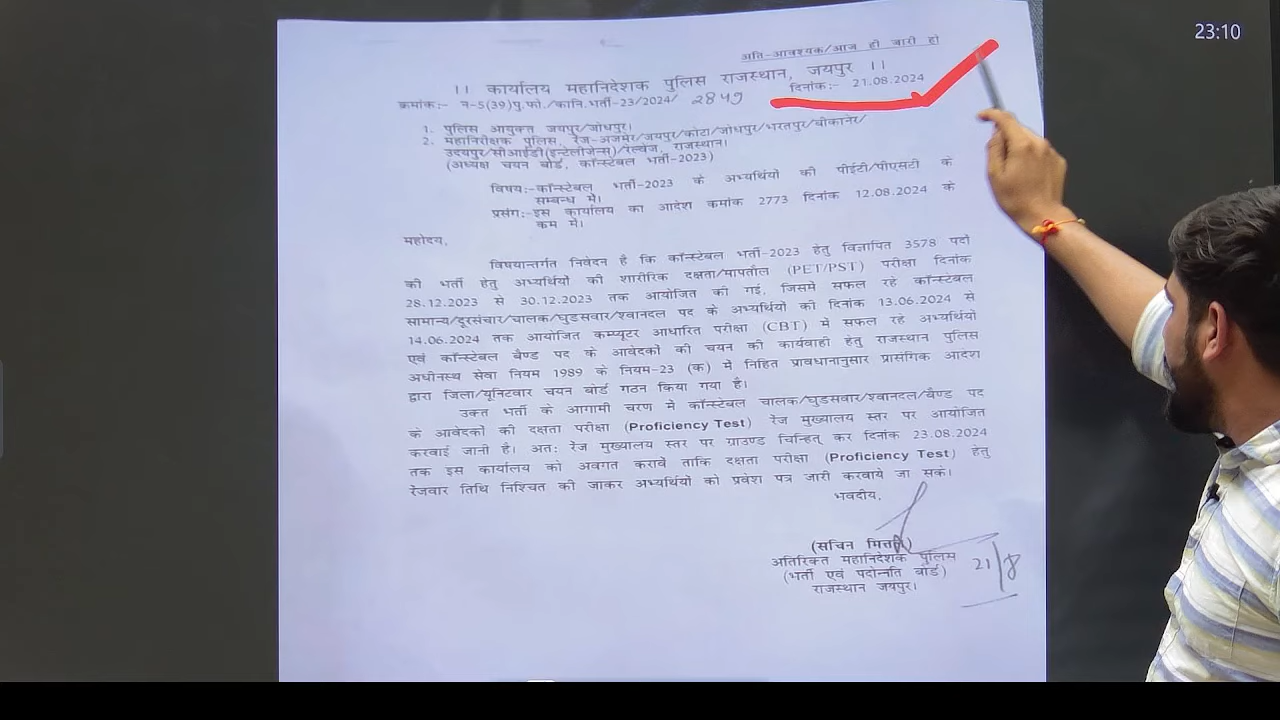 23:10
अति-आवश्यक/आज ही जारी हो
।। कार्यालय महानिदेशक पुलिस राजस्थान, जयपुर ।।
क्रमांक:- न-5(39)पु.फो./कानि.भर्ती-23/2024/ 2849 दिनांक:- 21.08.2024
1. पुलिस आयुक्त जयपुर/जोधपुर।
2. महानिरीक्षक पुलिस, रेंज-अजमेर/जयपुर/कोटा/जोधपुर/भरतपुर/बीकानेर/
उदयपुर/सीआईडी(इन्टेलीजेन्स)/रेल्वेज, राजस्थान।
(अध्यक्ष चयन बोर्ड, कॉन्स्टेबल भर्ती-2023)
विषय:-कॉन्स्टेबल भर्ती-2023 के अभ्यर्थियों की पीईटी/पीएसटी के
सम्बन्ध में।
प्रसंग:-इस कार्यालय का आदेश कमांक 2773 दिनांक 12.08.2024 के
कम में।
महोदय,
विषयान्तर्गत निवेदन है कि कॉन्स्टेबल भर्ती-2023 हेतु विज्ञापित 3578 पदों
की भर्ती हेतु अभ्यर्थियों की शारीरिक दक्षता/मापतौल (PET/PST) परीक्षा दिनांक
28.12.2023 से 30.12.2023 तक आयोजित की गई, जिसमें सफल रहे कॉन्स्टेबल
सामान्य/दूरसंचार/चालक/घुडसवार/श्वानदल पद के अभ्यर्थियों की दिनांक 13.06.2024 से
14.06.2024 तक आयोजित कम्प्यूटर आधारित परीक्षा (CBT) में सफल रहे अभ्यर्थियों
एवं कॉन्स्टेबल बैण्ड पद के आवेदकों की चयन की कार्यवाही हेतु राजस्थान पुलिस
अधीनस्थ सेवा नियम 1989 के नियम-23 (क) में निहित प्रावधानानुसार प्रासंगिक आदेश
द्वारा जिला/यूनिटवार चयन बोर्ड गठन किया गया है।
उक्त भर्ती के आगामी चरण में कॉन्स्टेबल चालक/घुडसवार/श्वानदल/बैण्ड पद
के आवेदकों की दक्षता परीक्षा (Proficiency Test) रेंज मुख्यालय स्तर पर आयोजित
करवाई जानी है। अतः रेंज मुख्यालय स्तर पर ग्राउण्ड चिन्हित् कर दिनांक 23.08.2024
तक इस कार्यालय को अवगत करावें ताकि दक्षता परीक्षा (Proficiency Test) हेतु
रेंजवार तिथि निश्चित की जाकर अभ्यर्थियों को प्रवेश पत्र जारी करवाये जा सकें।
भवदीय,
(सचिन मित्तल)
अतिरिक्त महानिदेशक पुलिस
(भर्ती एवं पदोन्नति बोर्ड)
राजस्थान जयपुर।
21/8